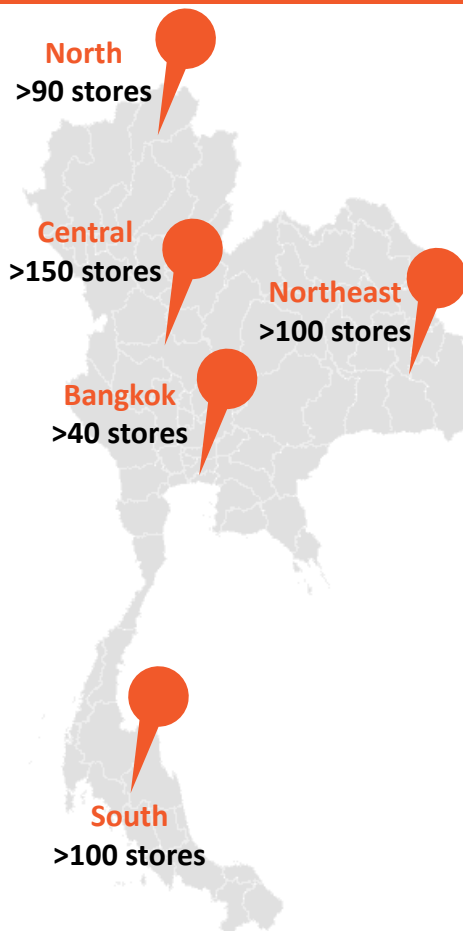 North
>90 stores
Central
>150 stores
Northeast
>100 stores
Bangkok
>40 stores
South
>100 stores